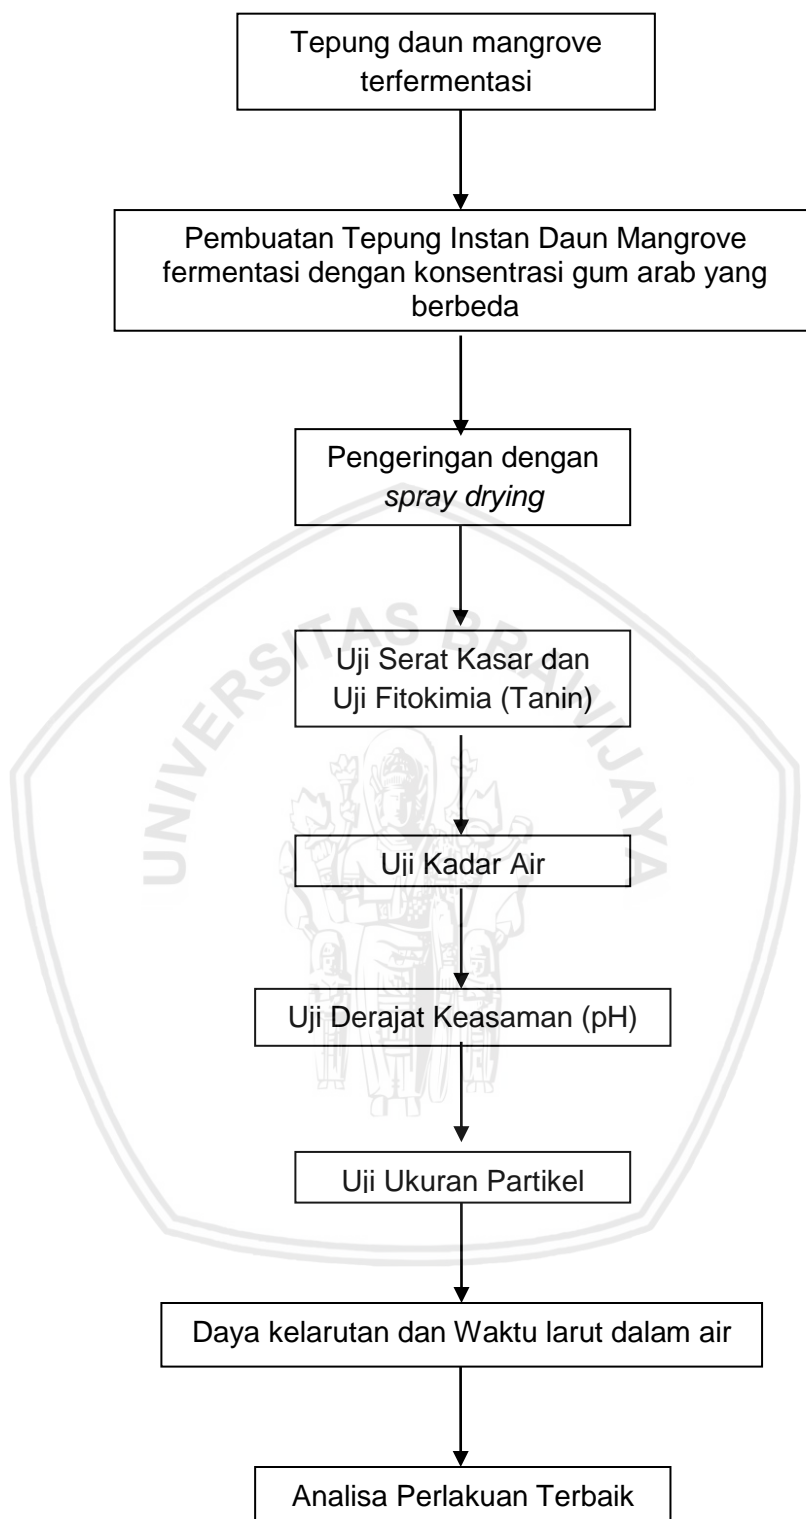 Tepung daun mangrove
terfermentasi
Pembuatan Tepung Instan Daun Mangrove
fermentasi dengan konsentrasi gum arab yang
berbeda
Pengeringan dengan
spray drying
UNIVERSITAS BRAWIJAYA
Uji Serat Kasar dan
Uji Fitokimia (Tanin)
Uji Kadar Air
Uji Derajat Keasaman (pH)
Uji Ukuran Partikel
Daya kelarutan dan Waktu larut dalam air
Analisa Perlakuan Terbaik